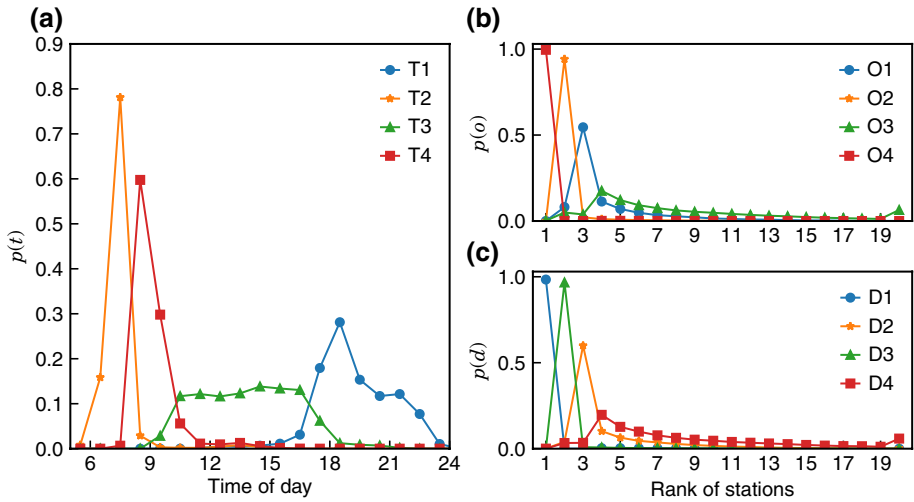 (a)
0.9
0.8
0.7
0.6
0.5
0.4
0.3
0.2
0.1
0.0
p(t)
T1
T2
T3
T4
6 9 12 15 18 21 24
Time of day
(b)
1.0
0.5
0.0
p(o)
O1
O2
O3
O4
1 3 5 7 9 11 13 15 17 19
(c)
1.0
0.5
0.0
p(d)
D1
D2
D3
D4
1 3 5 7 9 11 13 15 17 19
Rank of stations